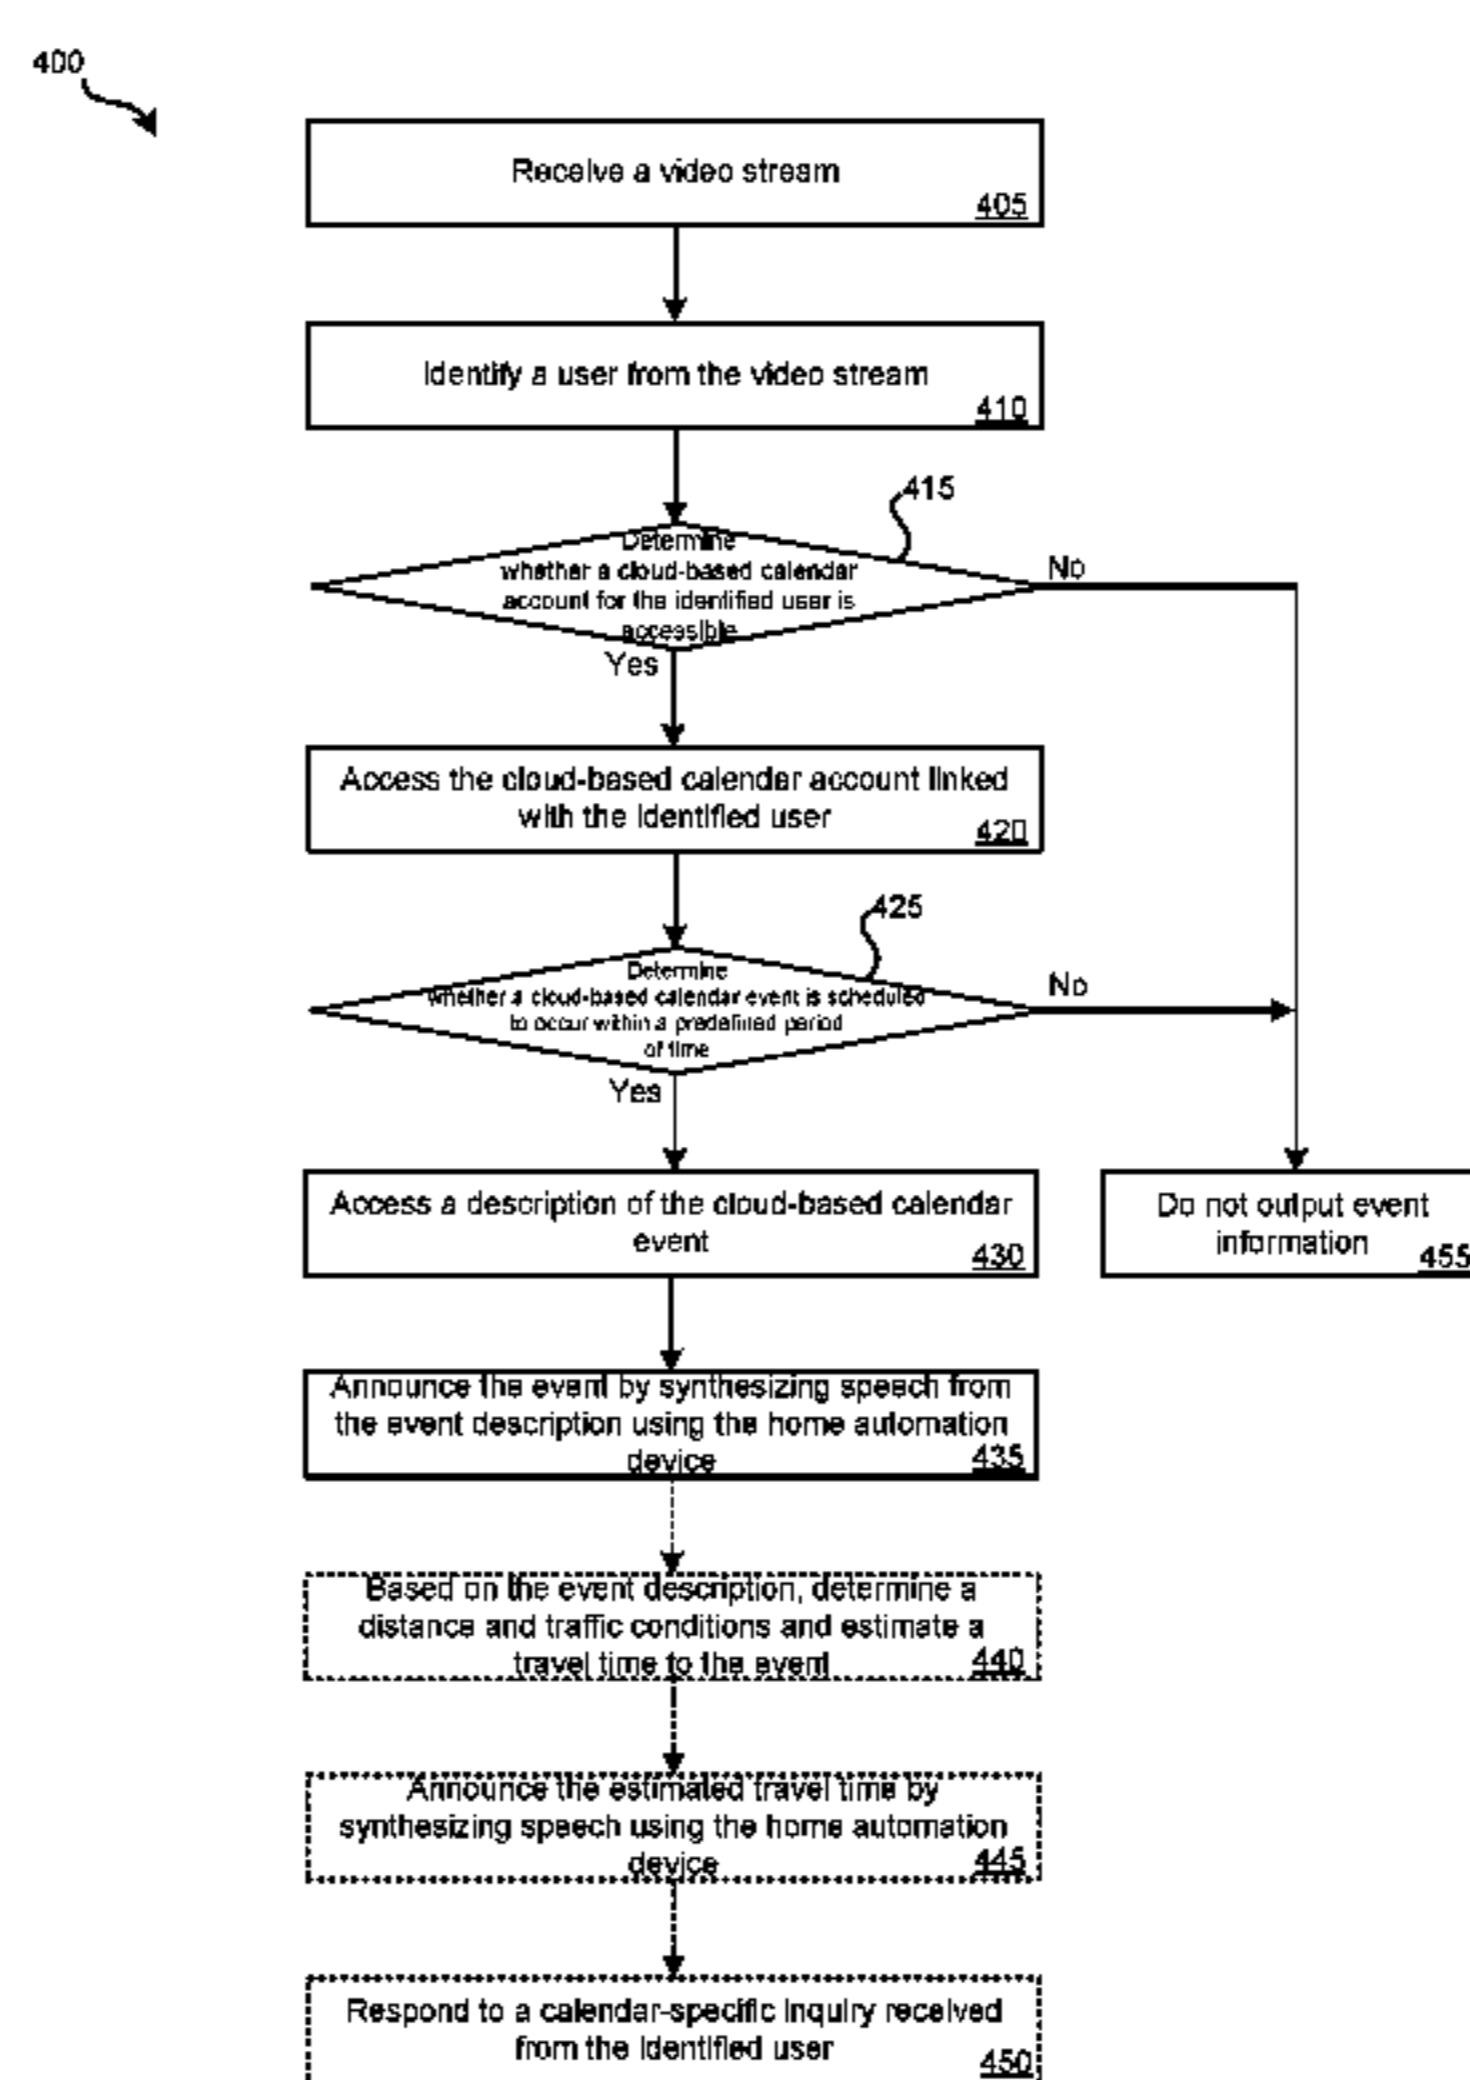 400
Receive a video stream
405
Identify a user from the video stream
410
415
Determine
whether a cloud-based calendar
account for the identified user is
accessible
No
Yes
Access the cloud-based calendar account linked
with the identified user
420
425
Determine
whether a cloud-based calendar event is scheduled
to occur within a predefined period
of time
No
Yes
Access a description of the cloud-based calendar
event
430
Do not output event
information
455
Announce the event by synthesizing speech from
the event description using the home automation
device
435
Based on the event description, determine a
distance and traffic conditions and estimate a
travel time to the event
440
Announce the estimated travel time by
synthesizing speech using the home automation
device
445
Respond to a calendar-specific inquiry received
from the identified user
450